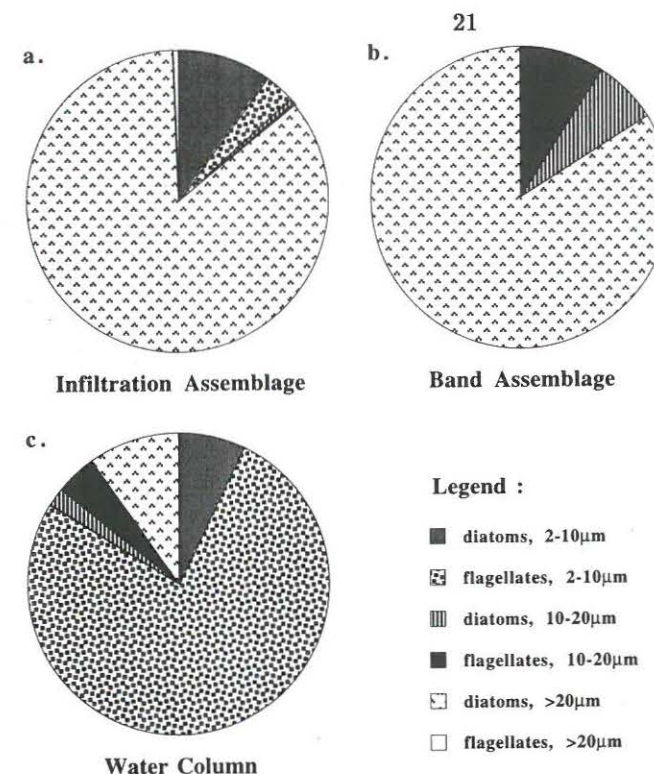 21
a.
b.
Infiltration Assemblage
Band Assemblage
c.
Water Column
Legend :
diatoms, 2-10μm
flagellates, 2-10μm
diatoms, 10-20μm
flagellates, 10-20μm
diatoms, >20μm
flagellates, >20μm